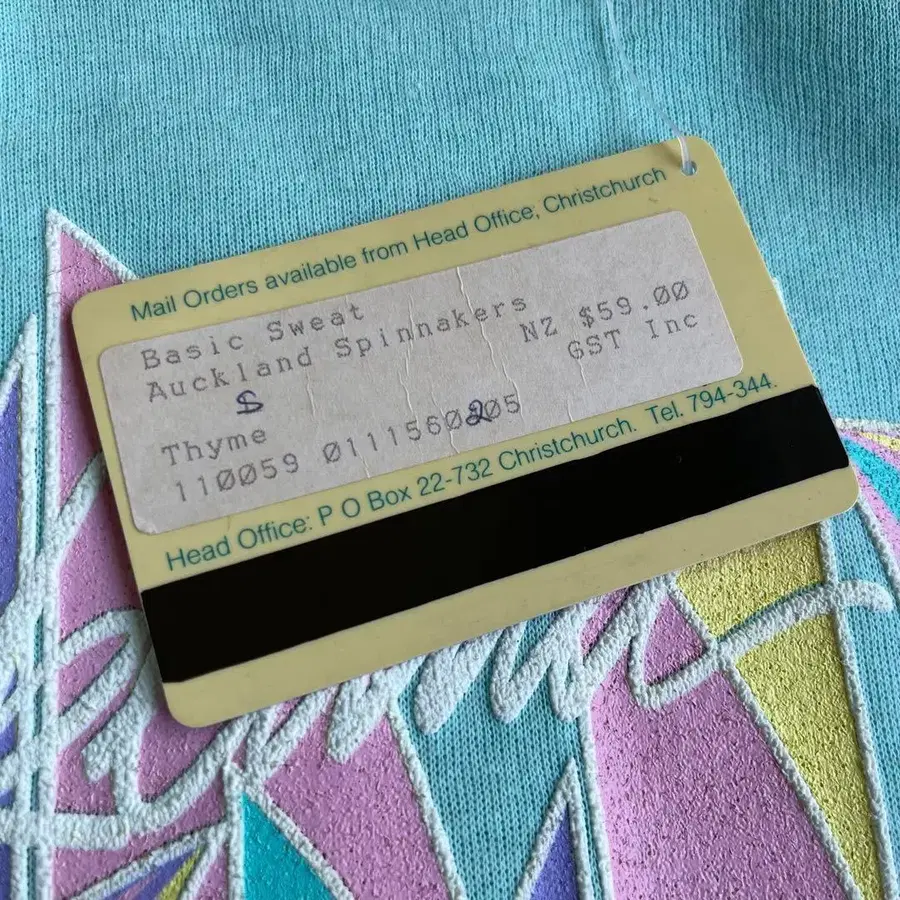 Mail Orders available from Head Office, Christchurch
Basic Sweat
Auckland Spinnakers
NZ $59.00
S
GST Inc
Thyme
110059 0111560205
Head Office: P O Box 22-732 Christchurch. Tel. 794-344.